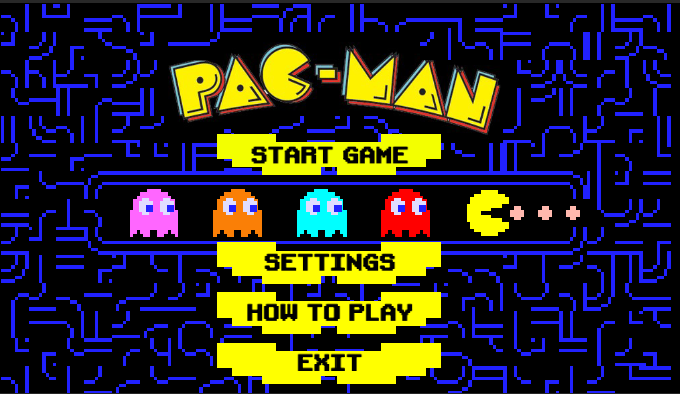 PAC-MAN
START GAME
SETTINGS
HOW TO PLAY
EXIT